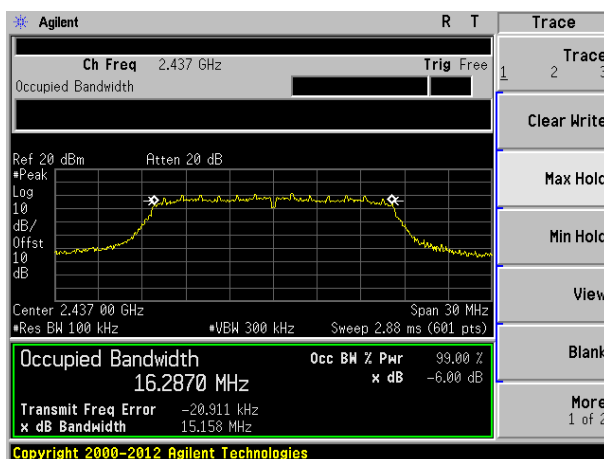 Agilent R T
Ch Freq 2.437 GHz Trig Free
Occupied Bandwidth
Ref 20 dBm Atten 20 dB
#Peak
Log
10
dB/
Offst
10
dB
Center 2.437 00 GHz Span 30 MHz
#Res BW 100 kHz #VBW 300 kHz Sweep 2.88 ms (601 pts)
Occupied Bandwidth Occ BW % Pwr 99.00 %
16.2870 MHz x dB -6.00 dB
Transmit Freq Error -20.911 kHz
x dB Bandwidth 15.158 MHz
Copyright 2000-2012 Agilent Technologies
Trace
Trace
1 2 3
Clear Write
Max Hold
Min Hold
View
Blank
More
1 of 2